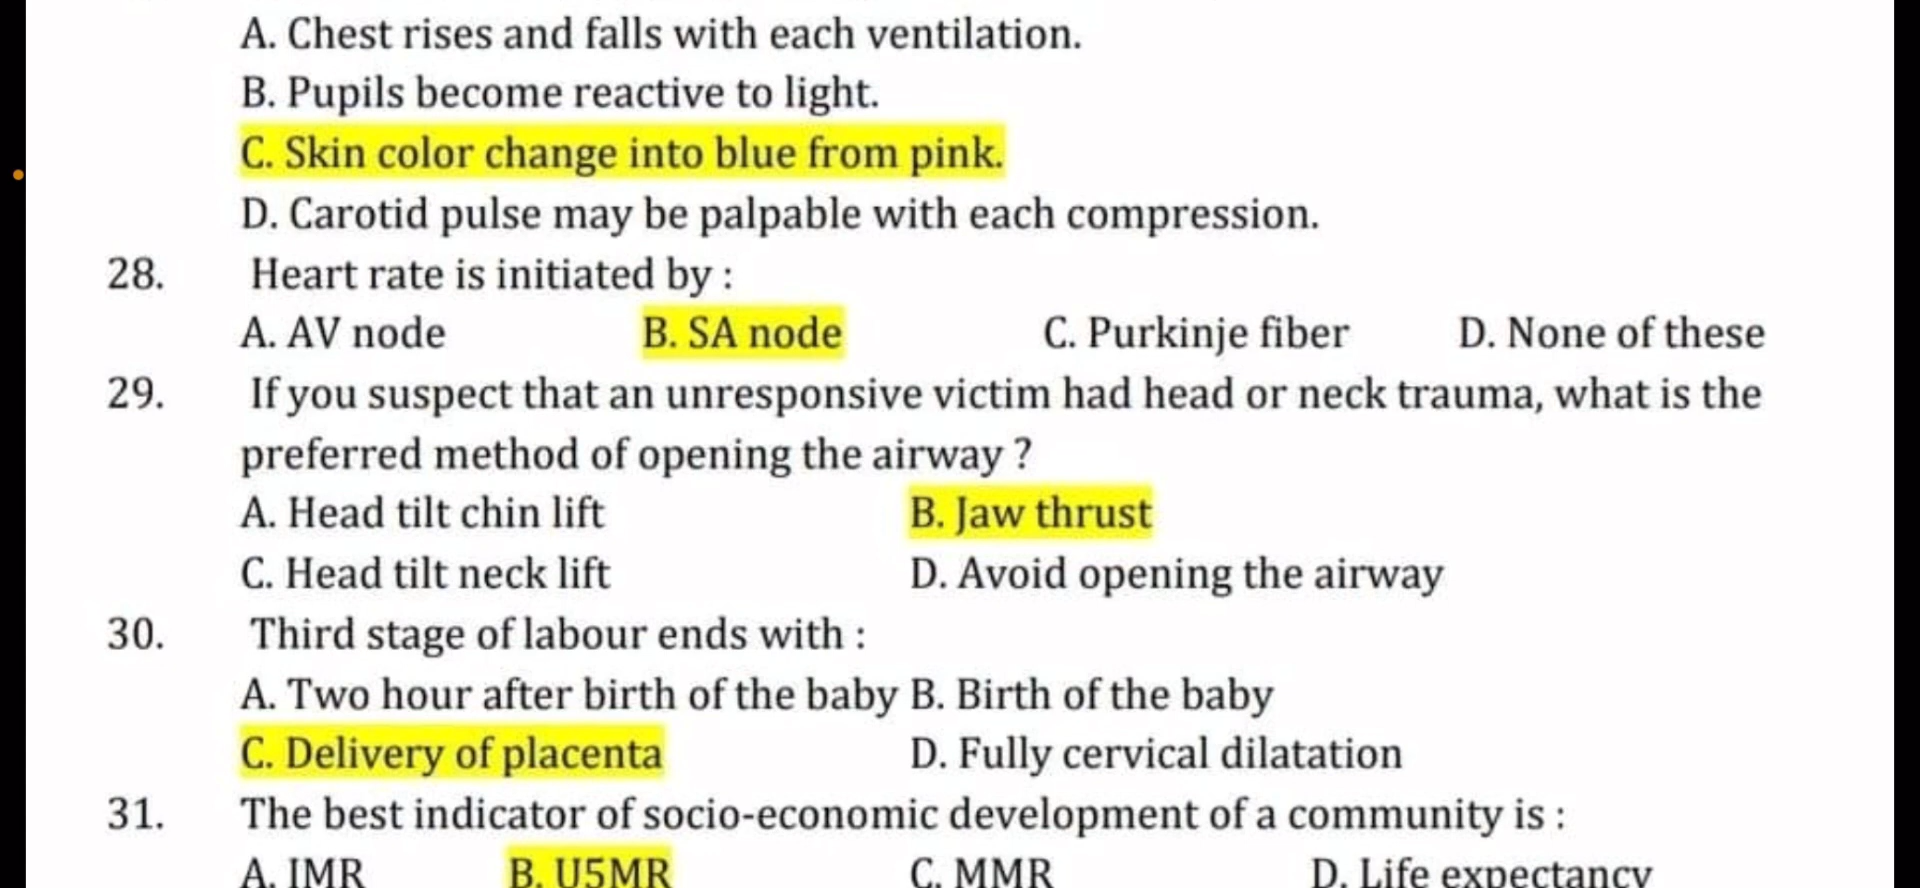 A. Chest rises and falls with each ventilation.
B. Pupils become reactive to light.
C. Skin color change into blue from pink.
D. Carotid pulse may be palpable with each compression.
28. Heart rate is initiated by :
A. AV node B. SA node C. Purkinje fiber D. None of these
29. If you suspect that an unresponsive victim had head or neck trauma, what is the
preferred method of opening the airway ?
A. Head tilt chin lift B. Jaw thrust
C. Head tilt neck lift D. Avoid opening the airway
30. Third stage of labour ends with :
A. Two hour after birth of the baby B. Birth of the baby
C. Delivery of placenta D. Fully cervical dilatation
31. The best indicator of socio-economic development of a community is :
A. IMR B. U5MR C. MMR D. Life expectancy